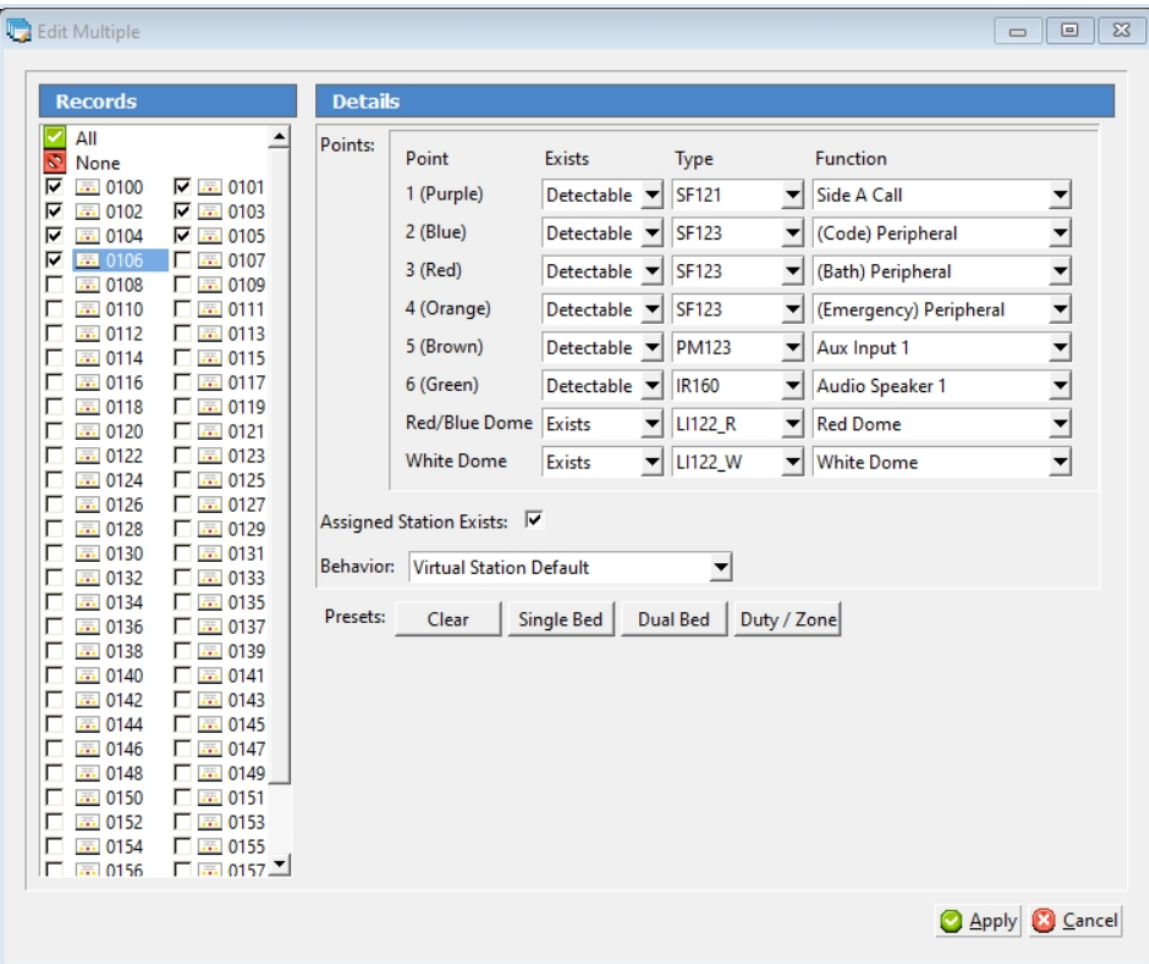 Edit Multiple
Records
All
None
0100 0101
0102 0103
0104 0105
0106 0107
0108 0109
0110 0111
0112 0113
0114 0115
0116 0117
0118 0119
0120 0121
0122 0123
0124 0125
0126 0127
0128 0129
0130 0131
0132 0133
0134 0135
0136 0137
0138 0139
0140 0141
0142 0143
0144 0145
0146 0147
0148 0149
0150 0151
0152 0153
0154 0155
0156 0157
Details
Points:
Point Exists Type Function
1 (Purple) Detectable SF121 Side A Call
2 (Blue) Detectable SF123 (Code) Peripheral
3 (Red) Detectable SF123 (Bath) Peripheral
4 (Orange) Detectable SF123 (Emergency) Peripheral
5 (Brown) Detectable PM123 Aux Input 1
6 (Green) Detectable IR160 Audio Speaker 1
Red/Blue Dome Exists LI122_R Red Dome
White Dome Exists LI122_W White Dome
Assigned Station Exists:
Behavior: Virtual Station Default
Presets: Clear Single Bed Dual Bed Duty / Zone
Apply Cancel